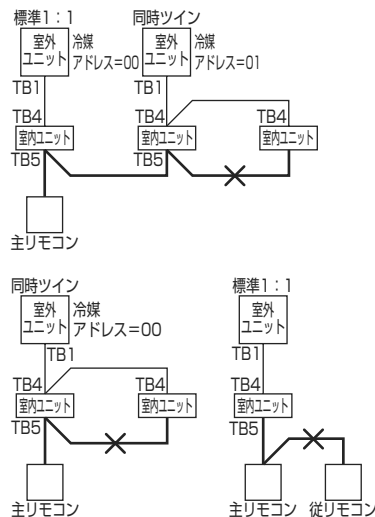 標準1：1
室外
ユニット
冷媒
アドレス=00
TB1
TB4
室内ユニット
TB5
主リモコン
同時ツイン
室外
ユニット
冷媒
アドレス=01
TB1
TB4
室内ユニット
TB5
TB4
室内ユニット
同時ツイン
室外
ユニット
冷媒
アドレス=00
TB1
TB4
室内ユニット
TB5
TB4
室内ユニット
主リモコン
標準1：1
室外
ユニット
TB1
TB4
室内ユニット
TB5
主リモコン
従リモコン